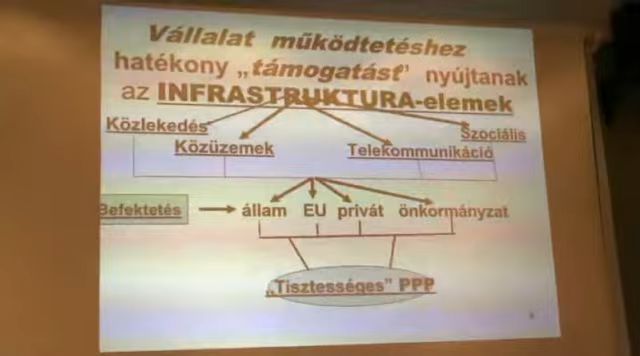 Vállalat működtetéshez
hatékony „támogatást" nyújtanak
az INFRASTRUKTURA-elemek
Közlekedés
Szociális
Közüzemek
Telekommunikáció
Befektetés
állam EU privát önkormányzat
„Tisztességes" PPP